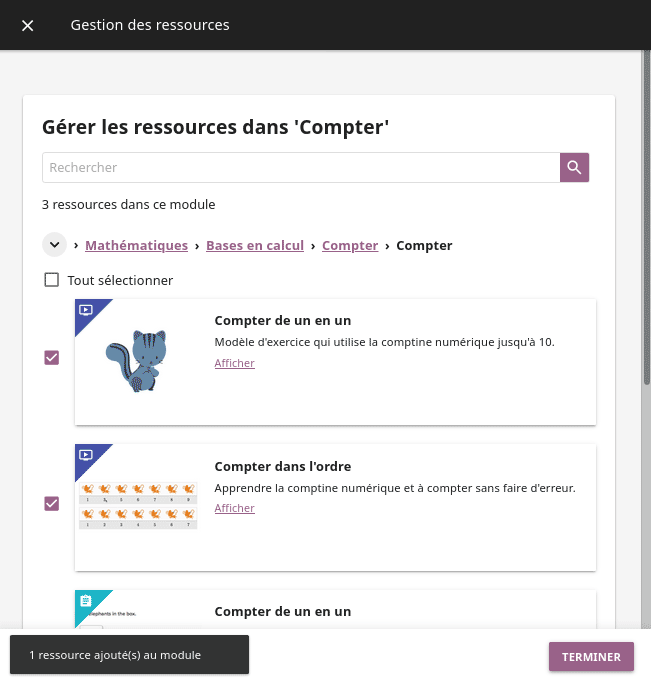 Gestion des ressources
Gérer les ressources dans 'Compter'
Rechercher
3 ressources dans ce module
› Mathématiques › Bases en calcul › Compter › Compter
Tout sélectionner
Compter de un en un
Modèle d'exercice qui utilise la comptine numérique jusqu'à 10.
Afficher
Compter dans l'ordre
Apprendre la comptine numérique et à compter sans faire d'erreur.
Afficher
Compter de un en un
in the box.
1 ressource ajouté(s) au module
TERMINER